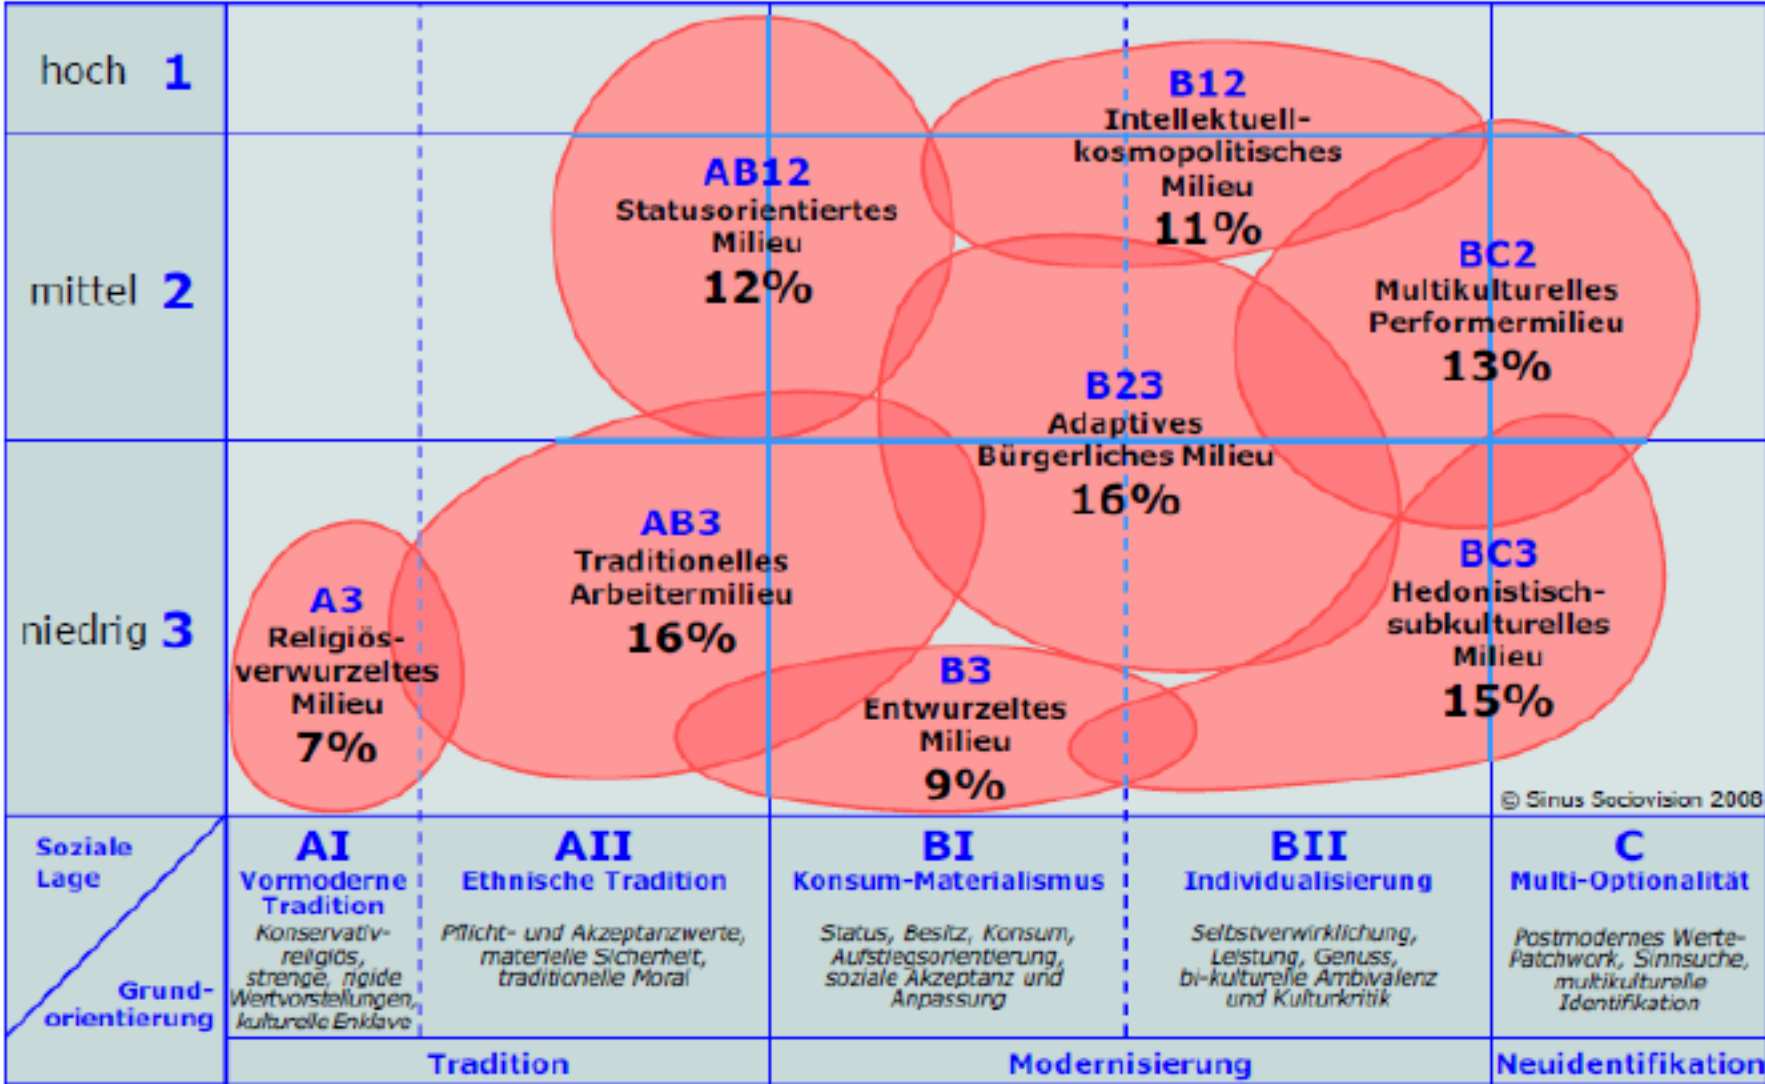 hoch 1
mittel 2
niedrig 3
B12
Intellektuell-
kosmopolitisches
Milieu
11%
AB12
Statusorientiertes
Milieu
12%
BC2
Multikulturelles
Performermilieu
13%
B23
Adaptives
Bürgerliches Milieu
16%
AB3
Traditionelles
Arbeitermilieu
16%
A3
Religiös-
verwurzeltes
Milieu
7%
B3
Entwurzeltes
Milieu
9%
BC3
Hedonistisch-
subkulturelles
Milieu
15%
© Sinus Sociovision 2008
Soziale
Lage
Grund-
orientierung
AI
Vormoderne
Tradition
Konservativ-
religiös,
strenge, rigide
Wertvorstellungen,
kulturelle Enklave
AII
Ethnische Tradition
Pflicht- und Akzeptanzwerte,
materielle Sicherheit,
traditionelle Moral
BI
Konsum-Materialismus
Status, Besitz, Konsum,
Aufstiegsorientierung,
soziale Akzeptanz und
Anpassung
BII
Individualisierung
Selbstverwirklichung,
Leistung, Genuss,
bi-kulturelle Ambivalenz
und Kulturkritik
C
Multi-Optionalität
Postmodernes Werte-
Patchwork, Sinnsuche,
multikulturelle
Identifikation
Tradition
Modernisierung
Neuidentifikation